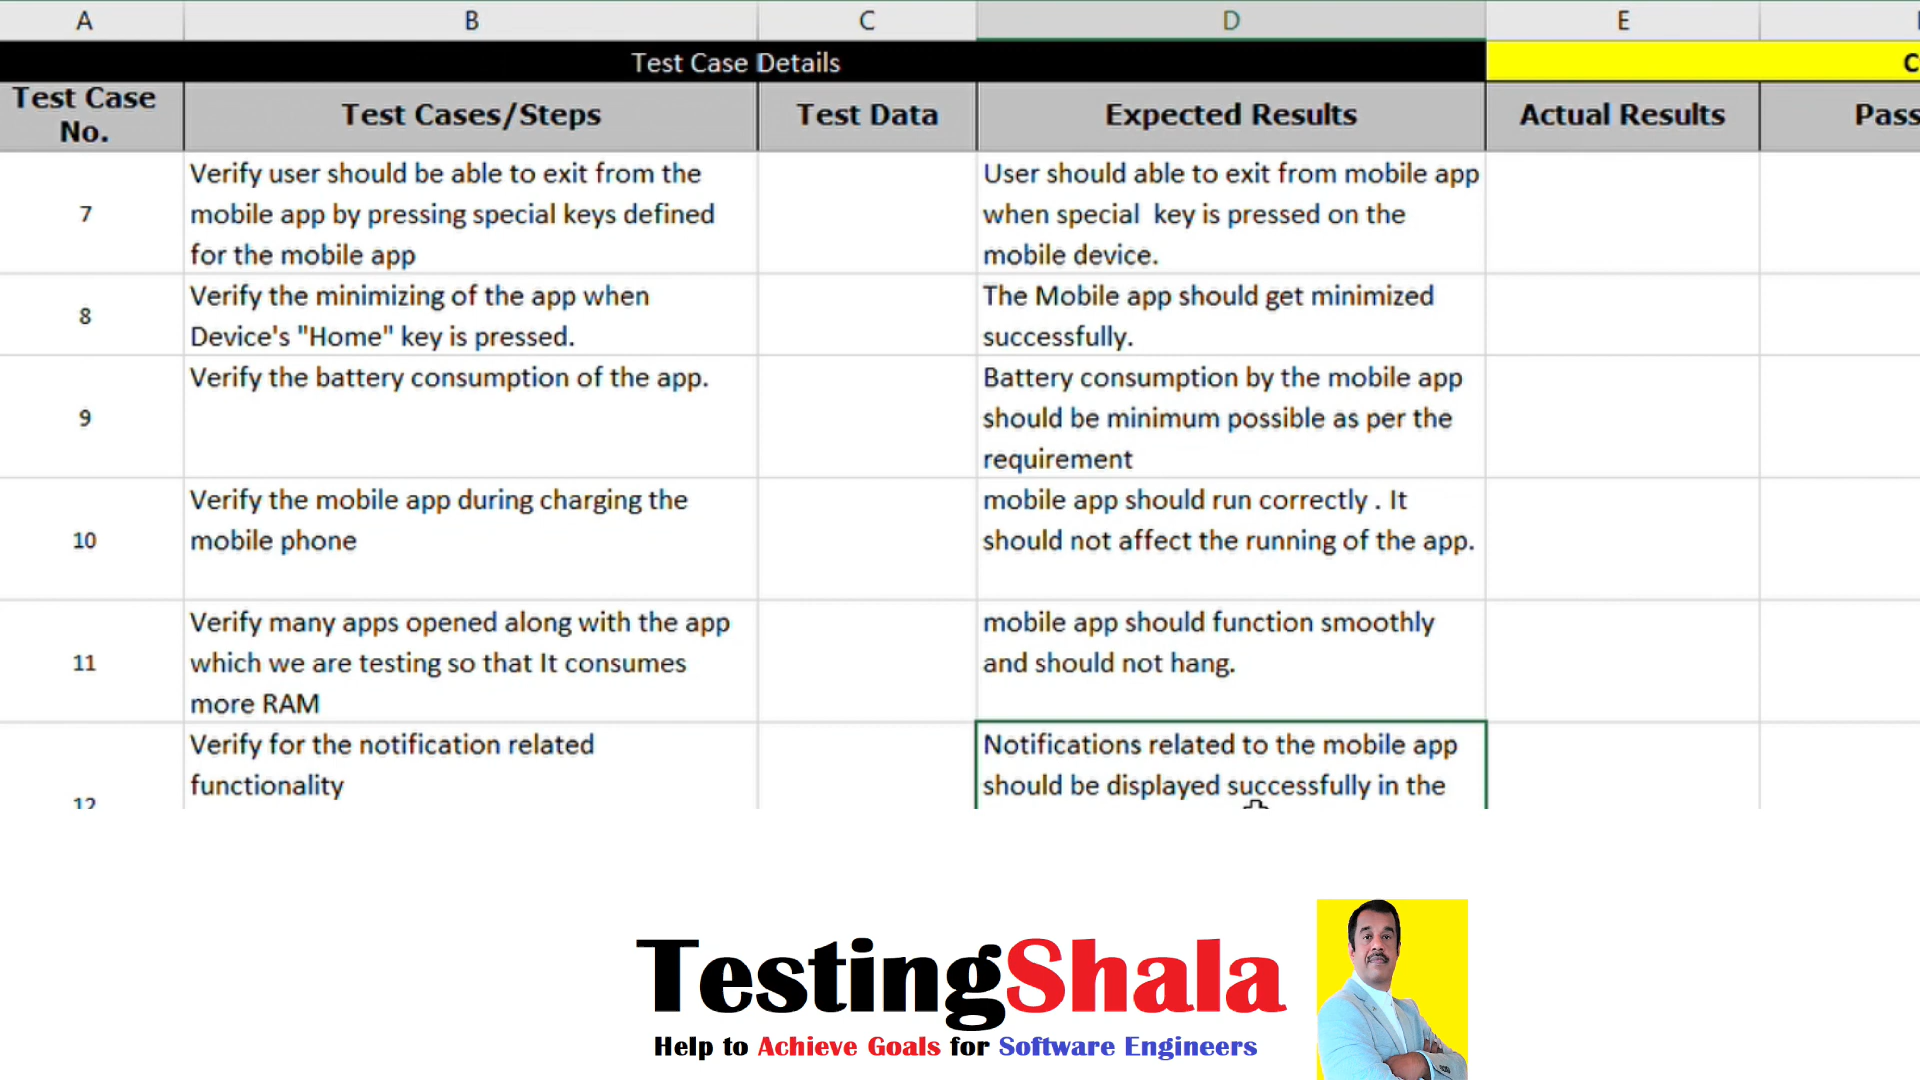 A B C D E
Test Case Details
C
Test Case
No.
Test Cases/Steps
Test Data
Expected Results
Actual Results
Pass
7
Verify user should be able to exit from the
mobile app by pressing special keys defined
for the mobile app
User should able to exit from mobile app
when special  key is pressed on the
mobile device.
8
Verify the minimizing of the app when
Device's "Home" key is pressed.
The Mobile app should get minimized
successfully.
9
Verify the battery consumption of the app.
Battery consumption by the mobile app
should be minimum possible as per the
requirement
10
Verify the mobile app during charging the
mobile phone
mobile app should run correctly . It
should not affect the running of the app.
11
Verify many apps opened along with the app
which we are testing so that It consumes
more RAM
mobile app should function smoothly
and should not hang.
12
Verify for the notification related
functionality
Notifications related to the mobile app
should be displayed successfully in the
TestingShala
Help to Achieve Goals for Software Engineers